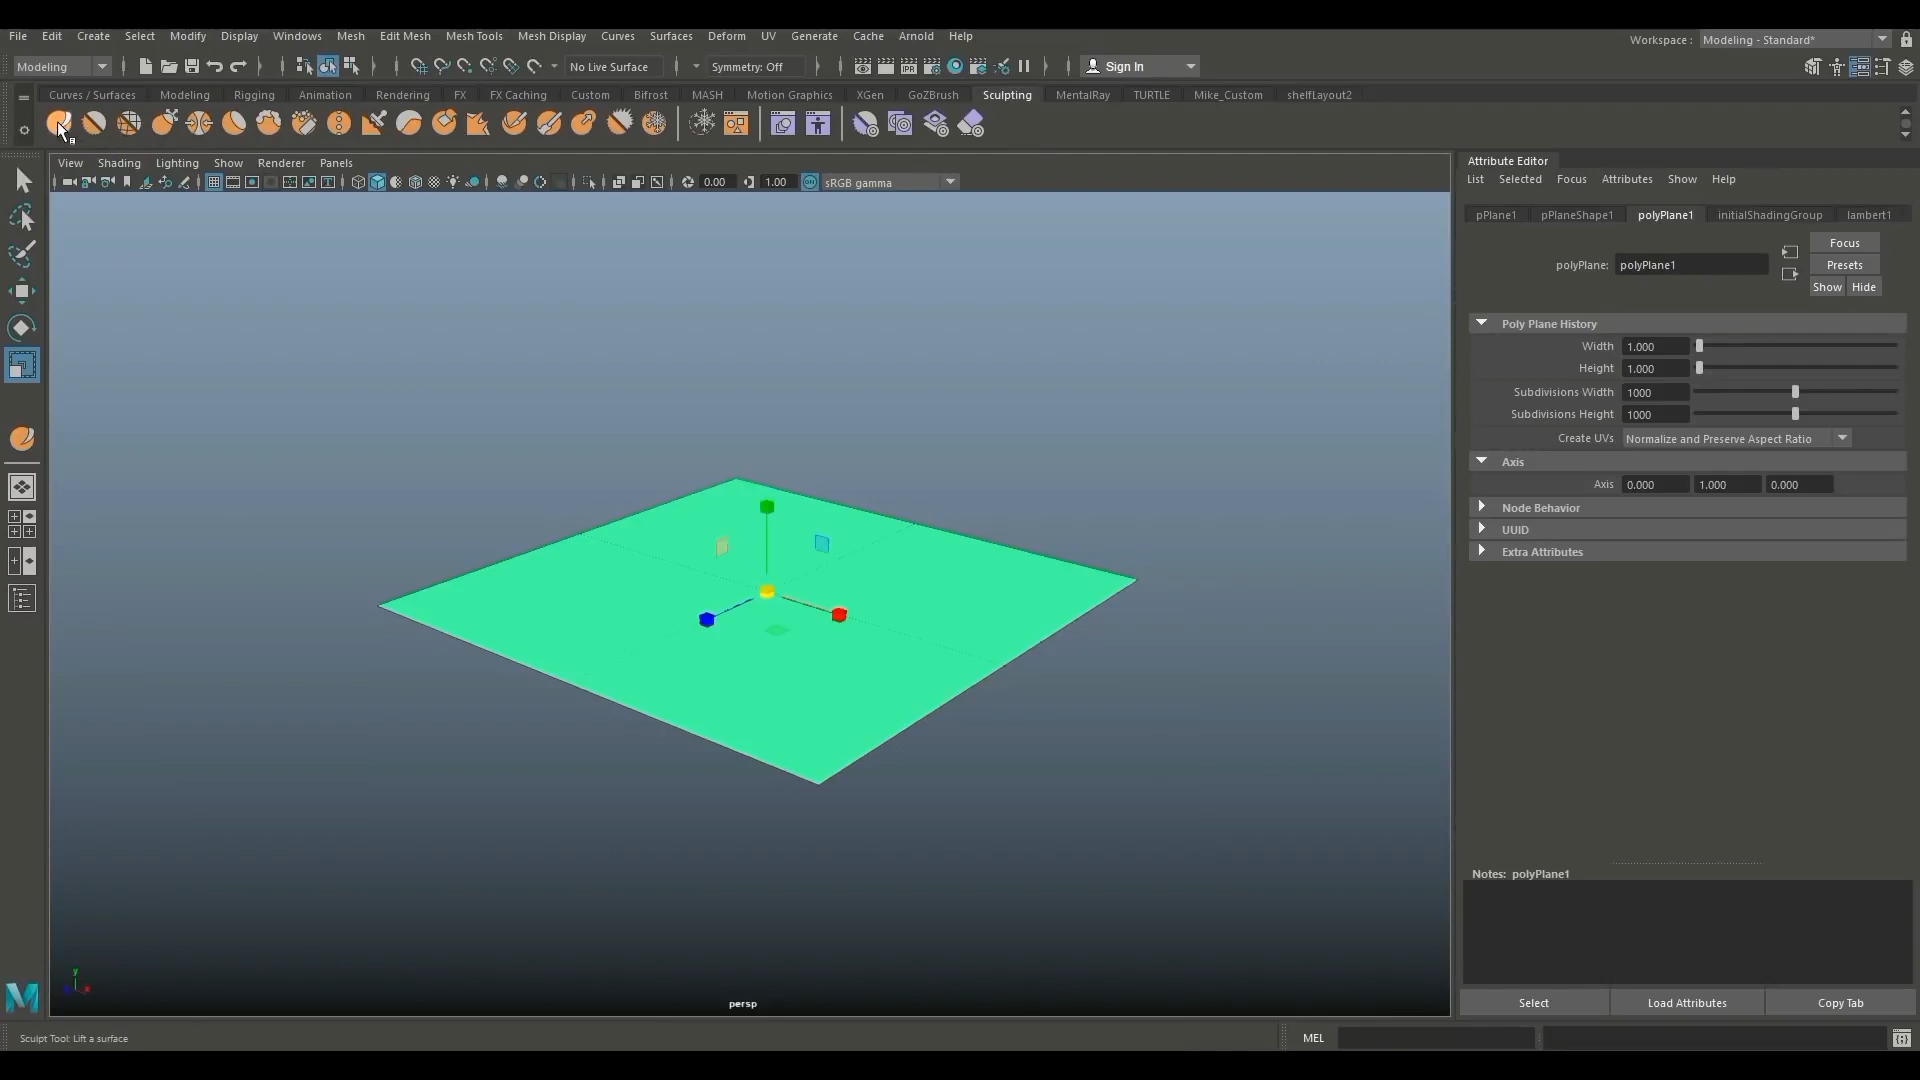 File Edit Create Select Modify Display Windows Mesh Edit Mesh Mesh Tools Mesh Display Curves Surfaces Deform UV Generate Cache Arnold Help
Workspace : Modeling - Standard*
Modeling No Live Surface Symmetry: Off IPR Sign In
Curves / Surfaces Modeling Rigging Animation Rendering FX FX Caching Custom Bifrost MASH Motion Graphics XGen GoZBrush Sculpting MentalRay TURTLE Mike_Custom shelfLayout2
View Shading Lighting Show Renderer Panels
0.00 1.00 sRGB gamma
Attribute Editor
List Selected Focus Attributes Show Help
pPlane1 pPlaneShape1 polyPlane1 initialShadingGroup lambert1
Focus
polyPlane: polyPlane1 Presets
Show Hide
Poly Plane History
Width 1.000
Height 1.000
Subdivisions Width 1000
Subdivisions Height 1000
Create UVs Normalize and Preserve Aspect Ratio
Axis
Axis 0.000 1.000 0.000
Node Behavior
UUID
Extra Attributes
Notes: polyPlane1
y
x
persp
Select Load Attributes Copy Tab
Sculpt Tool: Lift a surface
MEL